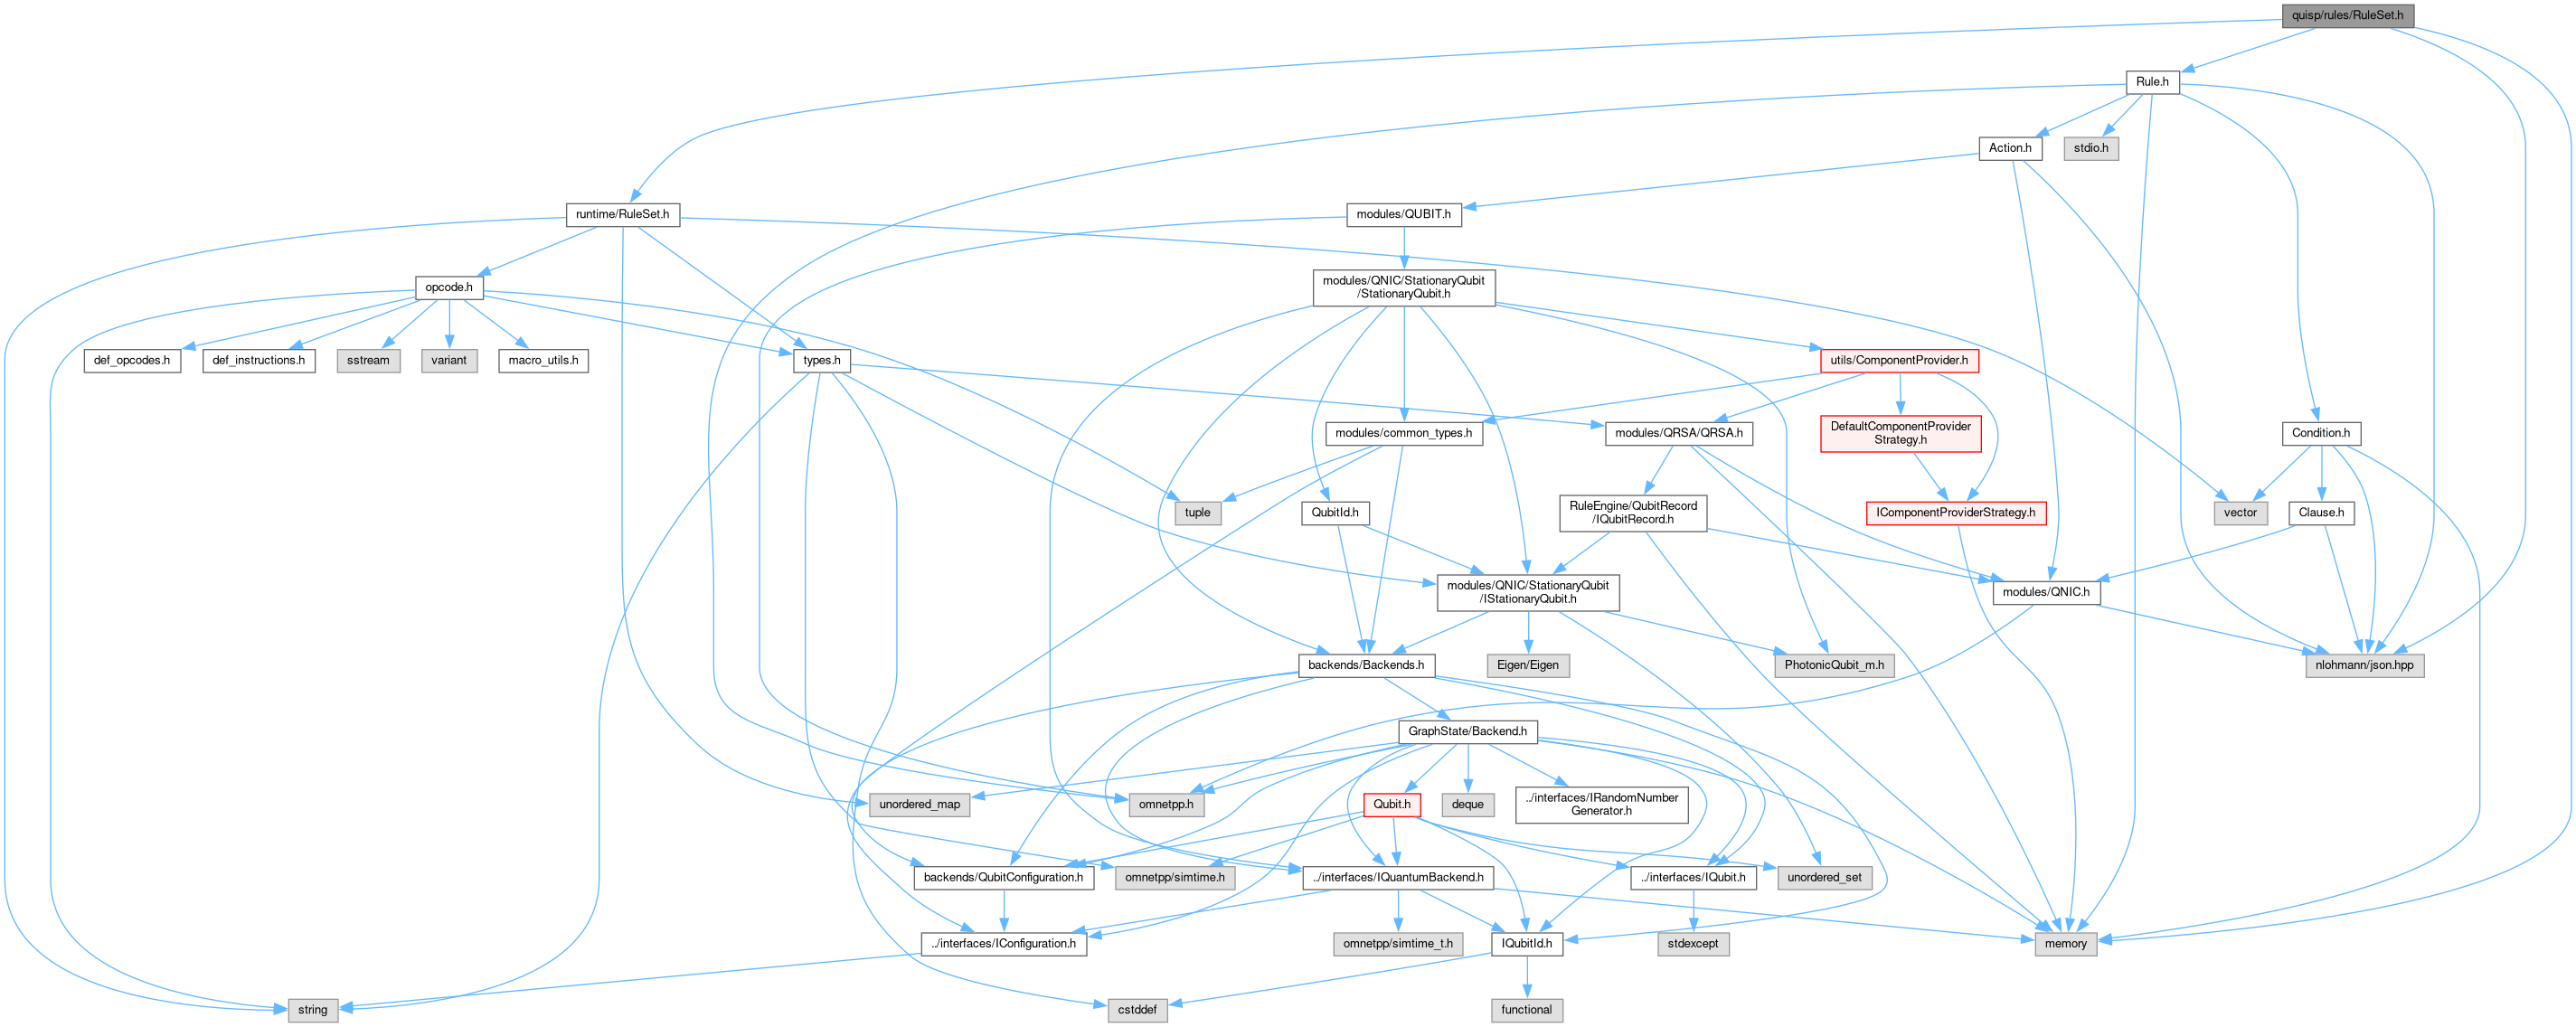 quisp/rules/RuleSet.h
Rule.h
Action.h
stdio.h
runtime/RuleSet.h
modules/QUBIT.h
opcode.h
modules/QNIC/StationaryQubit
/StationaryQubit.h
def_opcodes.h
def_instructions.h
sstream
variant
macro_utils.h
types.h
utils/ComponentProvider.h
modules/common_types.h
modules/QRSA/QRSA.h
DefaultComponentProvider
Strategy.h
Condition.h
tuple
QubitId.h
RuleEngine/QubitRecord
/IQubitRecord.h
IComponentProviderStrategy.h
vector
Clause.h
modules/QNIC/StationaryQubit
/IStationaryQubit.h
modules/QNIC.h
backends/Backends.h
Eigen/Eigen
PhotonicQubit_m.h
nlohmann/json.hpp
GraphState/Backend.h
unordered_map
omnetpp.h
Qubit.h
deque
../interfaces/IRandomNumber
Generator.h
backends/QubitConfiguration.h
omnetpp/simtime.h
../interfaces/IQuantumBackend.h
../interfaces/IQubit.h
unordered_set
../interfaces/IConfiguration.h
omnetpp/simtime_t.h
IQubitId.h
stdexcept
memory
string
cstddef
functional